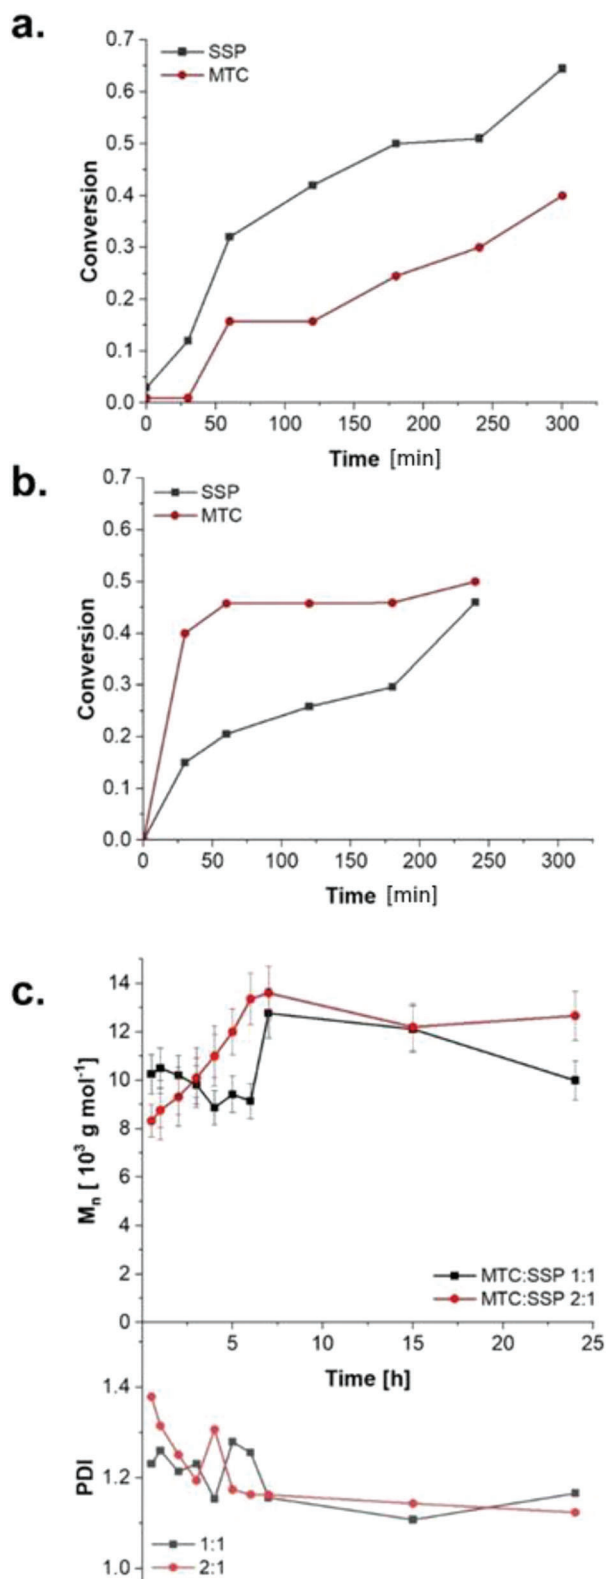 a.
0.7
0.6
0.5
0.4
0.3
0.2
0.1
0.0
Conversion
SSP
MTC
0 50 100 150 200 250 300
Time [min]
b.
0.7
0.6
0.5
0.4
0.3
0.2
0.1
0.0
Conversion
SSP
MTC
0 50 100 150 200 250 300
Time [min]
c.
14
12
10
8
6
4
2
0
Mn [ 10³ g mol⁻¹]
MTC:SSP 1:1
MTC:SSP 2:1
5 10 15 20 25
Time [h]
1.4
1.2
1.0
PDI
1:1
2:1